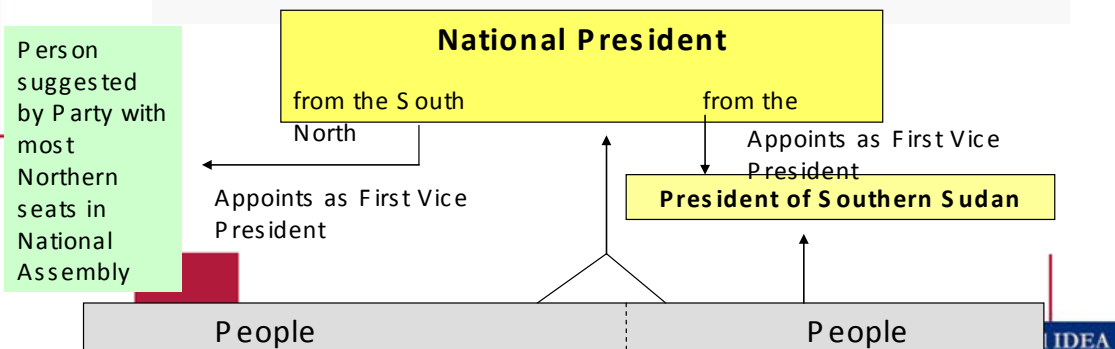 Person
suggested
by Party with
most
Northern
seats in
National
Assembly
National President
from the South
North
from the
Appoints as First Vice
President
Appoints as First Vice
President
President of Southern Sudan
People
People
IDEA